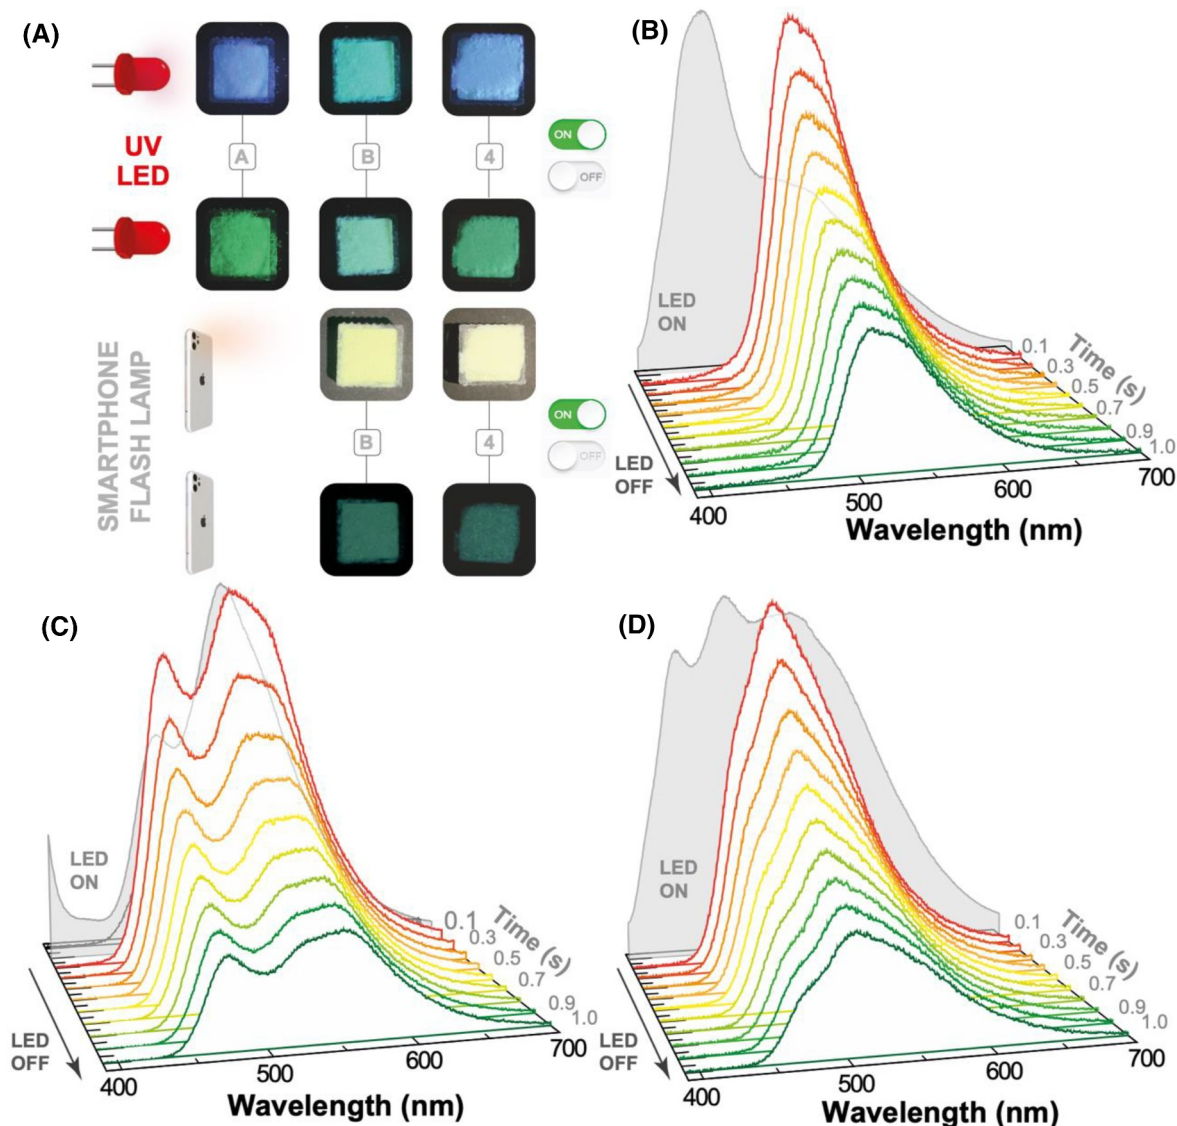 (A)
UV
LED
A
B
4
ON
OFF
SMARTPHONE
FLASH LAMP
B
4
ON
OFF
(B)
LED
ON
LED
OFF
0.1
0.3
0.5
0.7
0.9
1.0
Time (s)
400
500
600
700
Wavelength (nm)
(C)
LED
ON
LED
OFF
0.1
0.3
0.5
0.7
0.9
1.0
Time (s)
400
500
600
700
Wavelength (nm)
(D)
LED
ON
LED
OFF
0.1
0.3
0.5
0.7
0.9
1.0
Time (s)
400
500
600
700
Wavelength (nm)